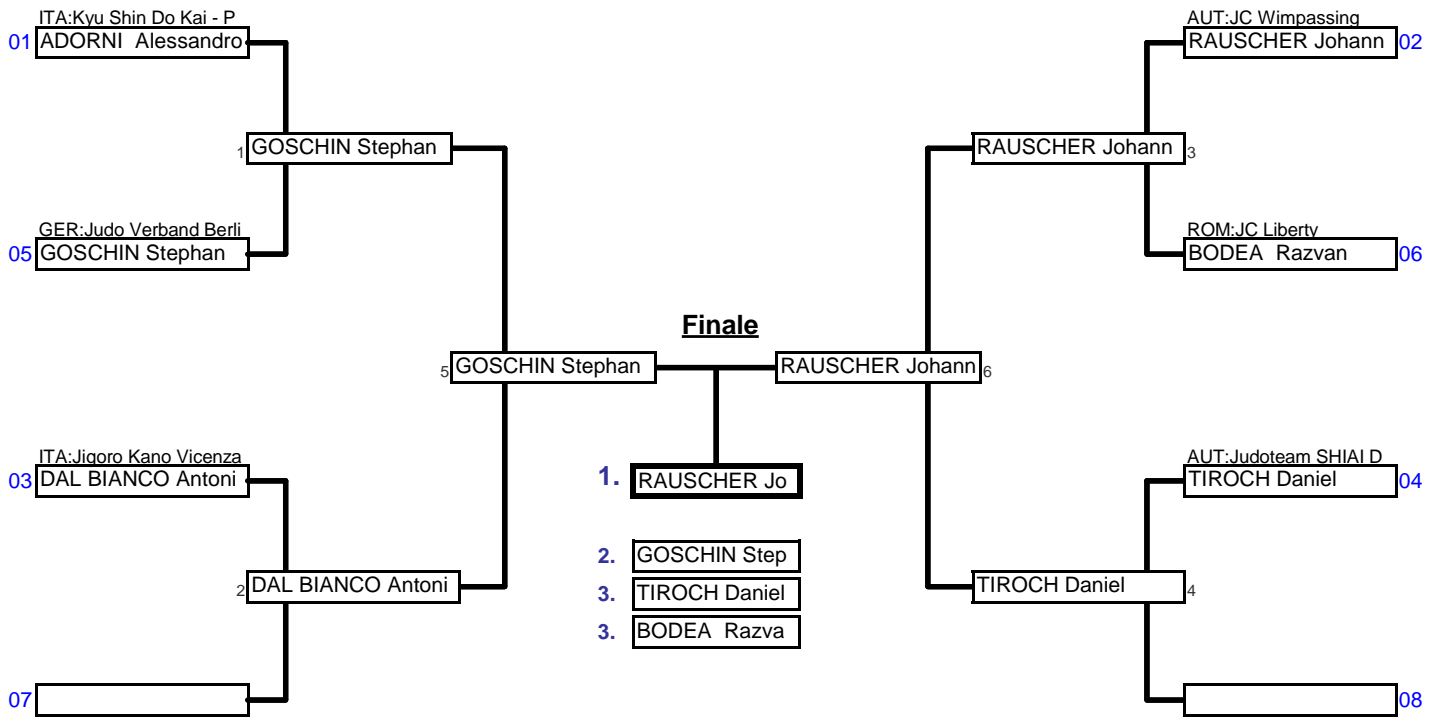 ITA:Kyu Shin Do Kai - P
01 ADORNI  Alessandro
AUT:JC Wimpassing
RAUSCHER Johann 02
1 GOSCHIN Stephan
RAUSCHER Johann 3
GER:Judo Verband Berli
05 GOSCHIN Stephan
ROM:JC Liberty
BODEA  Razvan 06
Finale
5 GOSCHIN Stephan
RAUSCHER Johann 6
ITA:Jigoro Kano Vicenza
03 DAL BIANCO Antoni
1. RAUSCHER Jo
AUT:Judoteam SHIAI D
TIROCH Daniel 04
2. GOSCHIN Step
2 DAL BIANCO Antoni
3. TIROCH Daniel
TIROCH Daniel 4
3. BODEA  Razva
07
08